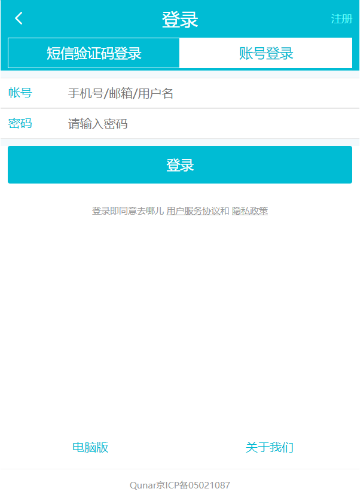 登录
注册
短信验证码登录
账号登录
帐号 手机号/邮箱/用户名
密码 请输入密码
登录
登录即同意去哪儿 用户服务协议和 隐私政策
电脑版 关于我们
Qunar京ICP备05021087